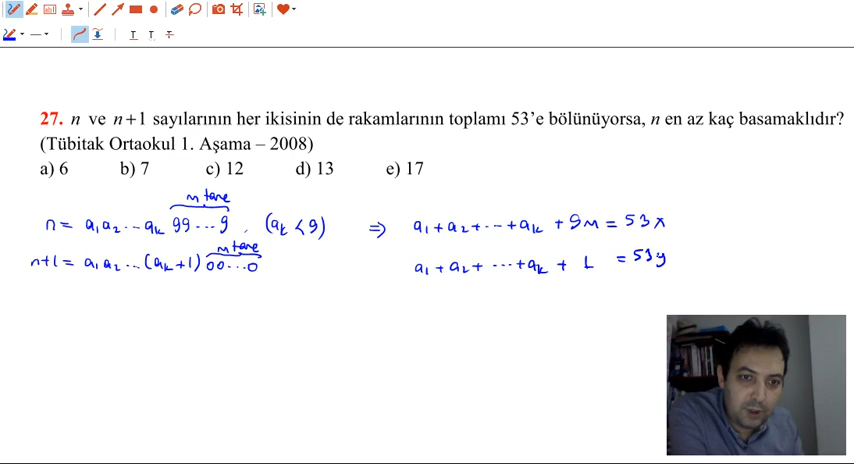 27. n ve n+1 sayılarının her ikisinin de rakamlarının toplamı 53'e bölünüyorsa, n en az kaç basamaklıdır?
(Tübitak Ortaokul 1. Aşama – 2008)
a) 6 b) 7 c) 12 d) 13 e) 17
m tane
n = a₁a₂...aₖ 99...9, (aₖ < 9) ⇒ a₁+a₂+...+aₖ + 9m = 53x
m tane
n+1 = a₁a₂...(aₖ+1) 00...0 a₁+a₂+...+aₖ + 1 = 53y